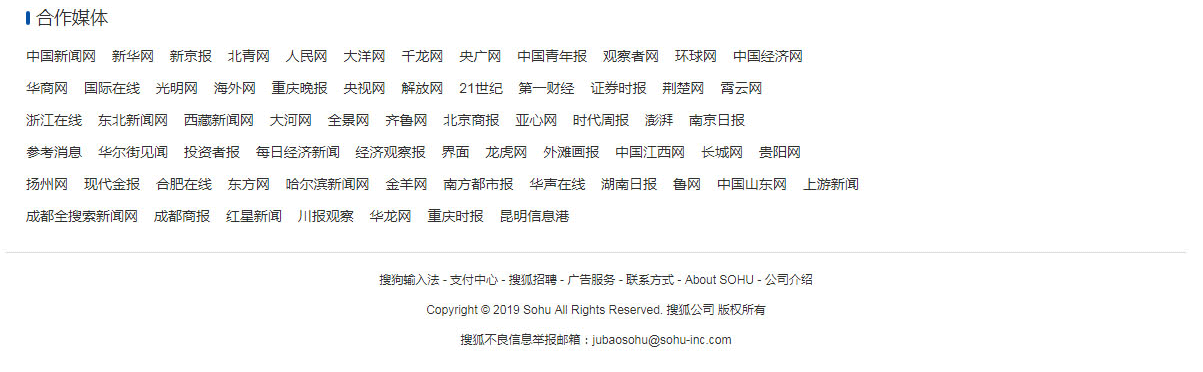 合作媒体
中国新闻网 新华网 新京报 北青网 人民网 大洋网 千龙网 央广网 中国青年报 观察者网 环球网 中国经济网
华商网 国际在线 光明网 海外网 重庆晚报 央视网 解放网 21世纪 第一财经 证券时报 荆楚网 霄云网
浙江在线 东北新闻网 西藏新闻网 大河网 全景网 齐鲁网 北京商报 亚心网 时代周报 澎湃 南京日报
参考消息 华尔街见闻 投资者报 每日经济新闻 经济观察报 界面 龙虎网 外滩画报 中国江西网 长城网 贵阳网
扬州网 现代金报 合肥在线 东方网 哈尔滨新闻网 金羊网 南方都市报 华声在线 湖南日报 鲁网 中国山东网 上游新闻
成都全搜索新闻网 成都商报 红星新闻 川报观察 华龙网 重庆时报 昆明信息港
搜狗输入法 - 支付中心 - 搜狐招聘 - 广告服务 - 联系方式 - About SOHU - 公司介绍
Copyright © 2019 Sohu All Rights Reserved. 搜狐公司 版权所有
搜狐不良信息举报邮箱：jubaosohu@sohu-inc.com